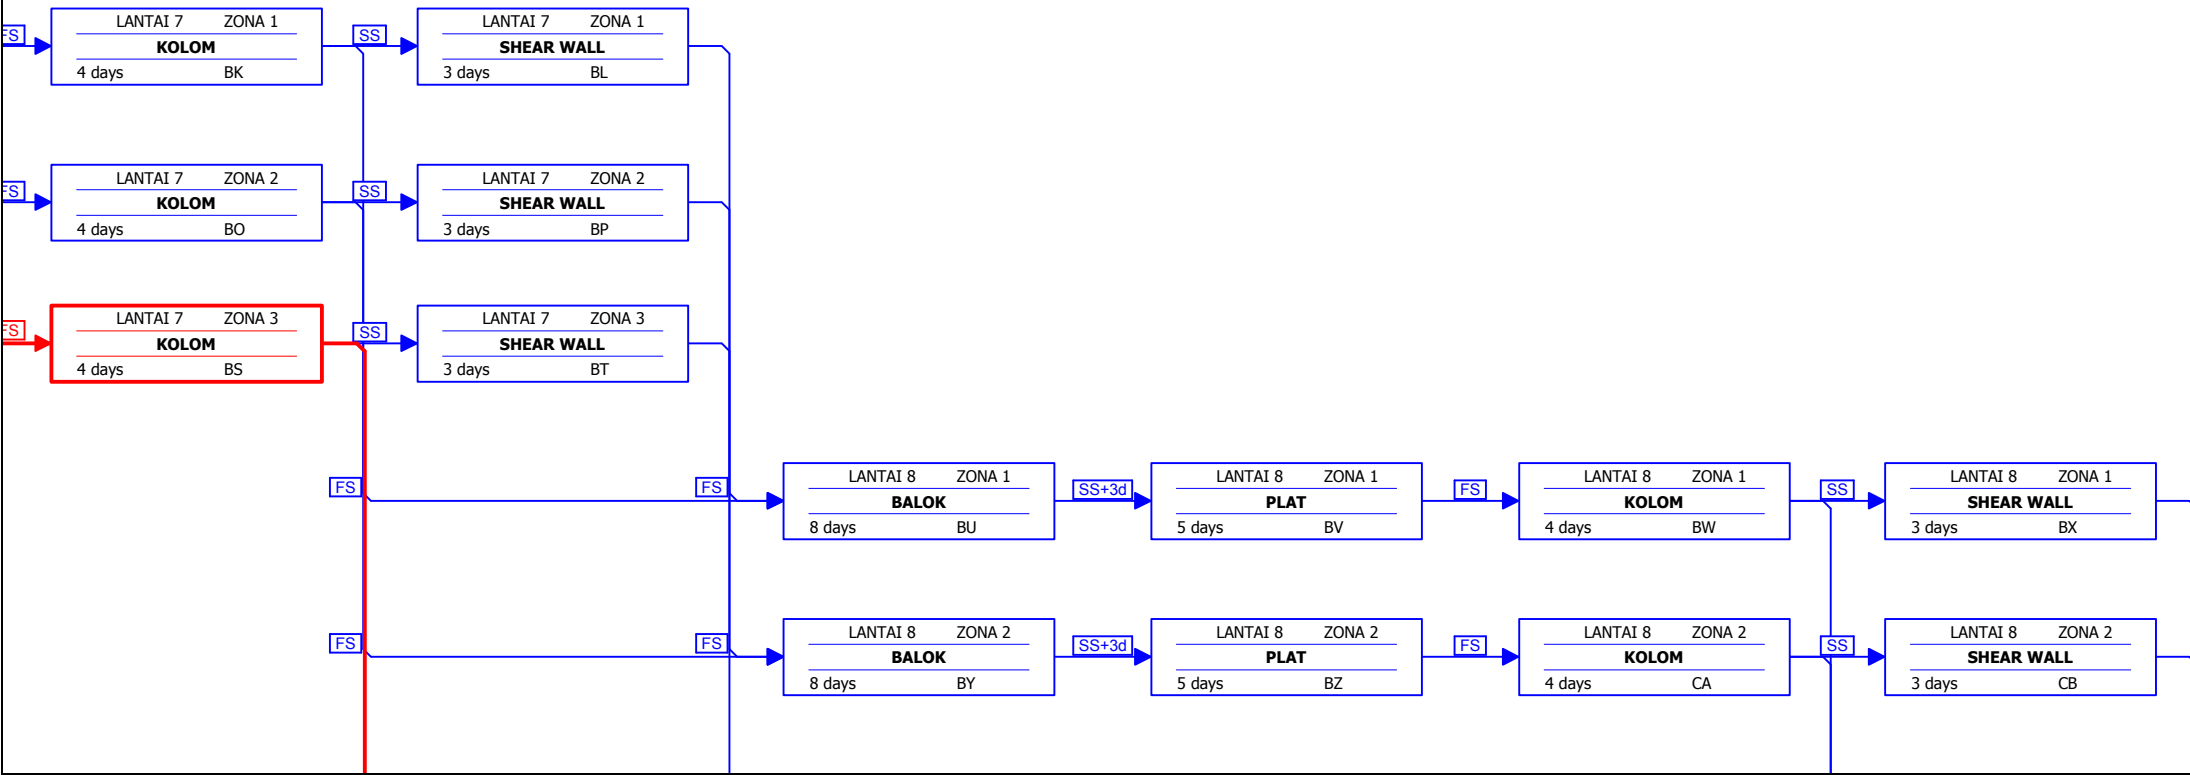 FS
LANTAI 7 ZONA 1
KOLOM
4 days BK
SS
LANTAI 7 ZONA 1
SHEAR WALL
3 days BL
FS
LANTAI 7 ZONA 2
KOLOM
4 days BO
SS
LANTAI 7 ZONA 2
SHEAR WALL
3 days BP
FS
LANTAI 7 ZONA 3
KOLOM
4 days BS
SS
LANTAI 7 ZONA 3
SHEAR WALL
3 days BT
FS
FS
LANTAI 8 ZONA 1
BALOK
8 days BU
SS+3d
LANTAI 8 ZONA 1
PLAT
5 days BV
FS
LANTAI 8 ZONA 1
KOLOM
4 days BW
SS
LANTAI 8 ZONA 1
SHEAR WALL
3 days BX
FS
FS
LANTAI 8 ZONA 2
BALOK
8 days BY
SS+3d
LANTAI 8 ZONA 2
PLAT
5 days BZ
FS
LANTAI 8 ZONA 2
KOLOM
4 days CA
SS
LANTAI 8 ZONA 2
SHEAR WALL
3 days CB